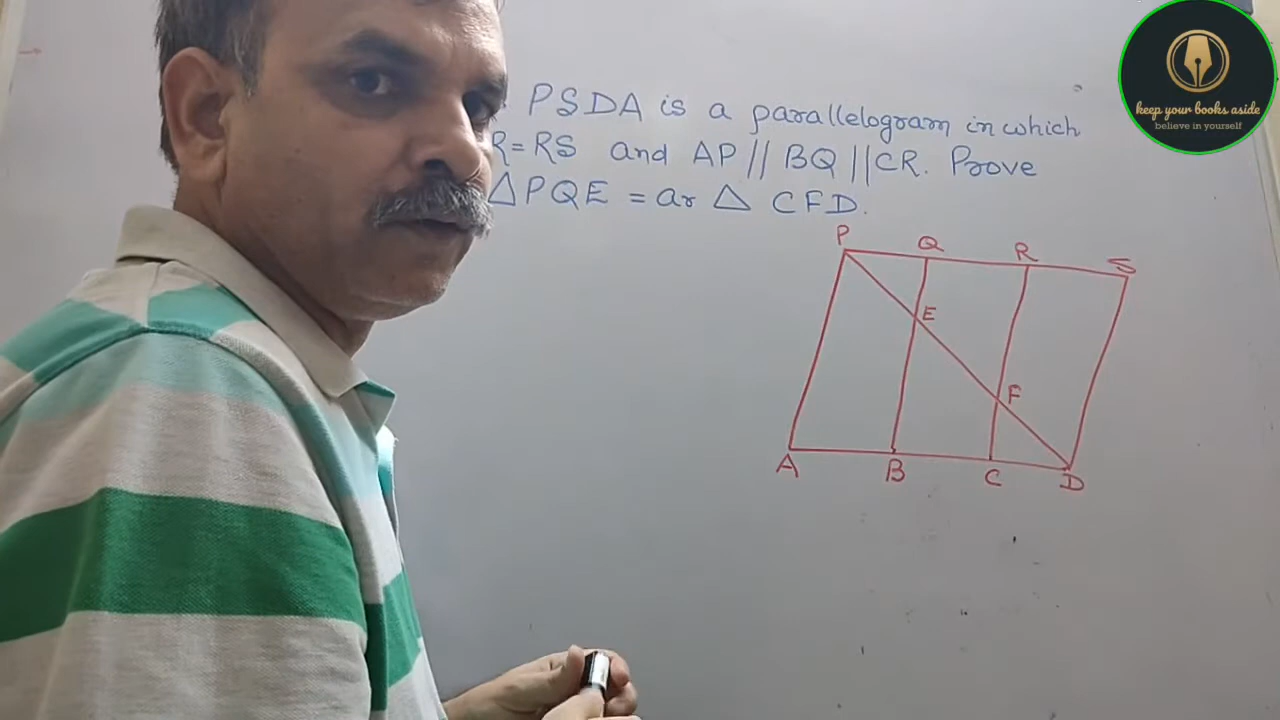 PSDA is a parallelogram in which
R=RS and AP // BQ // CR. Prove
△PQE = ar △ CFD.
P Q R S
E
F
A B C D
keep your books aside
believe in yourself